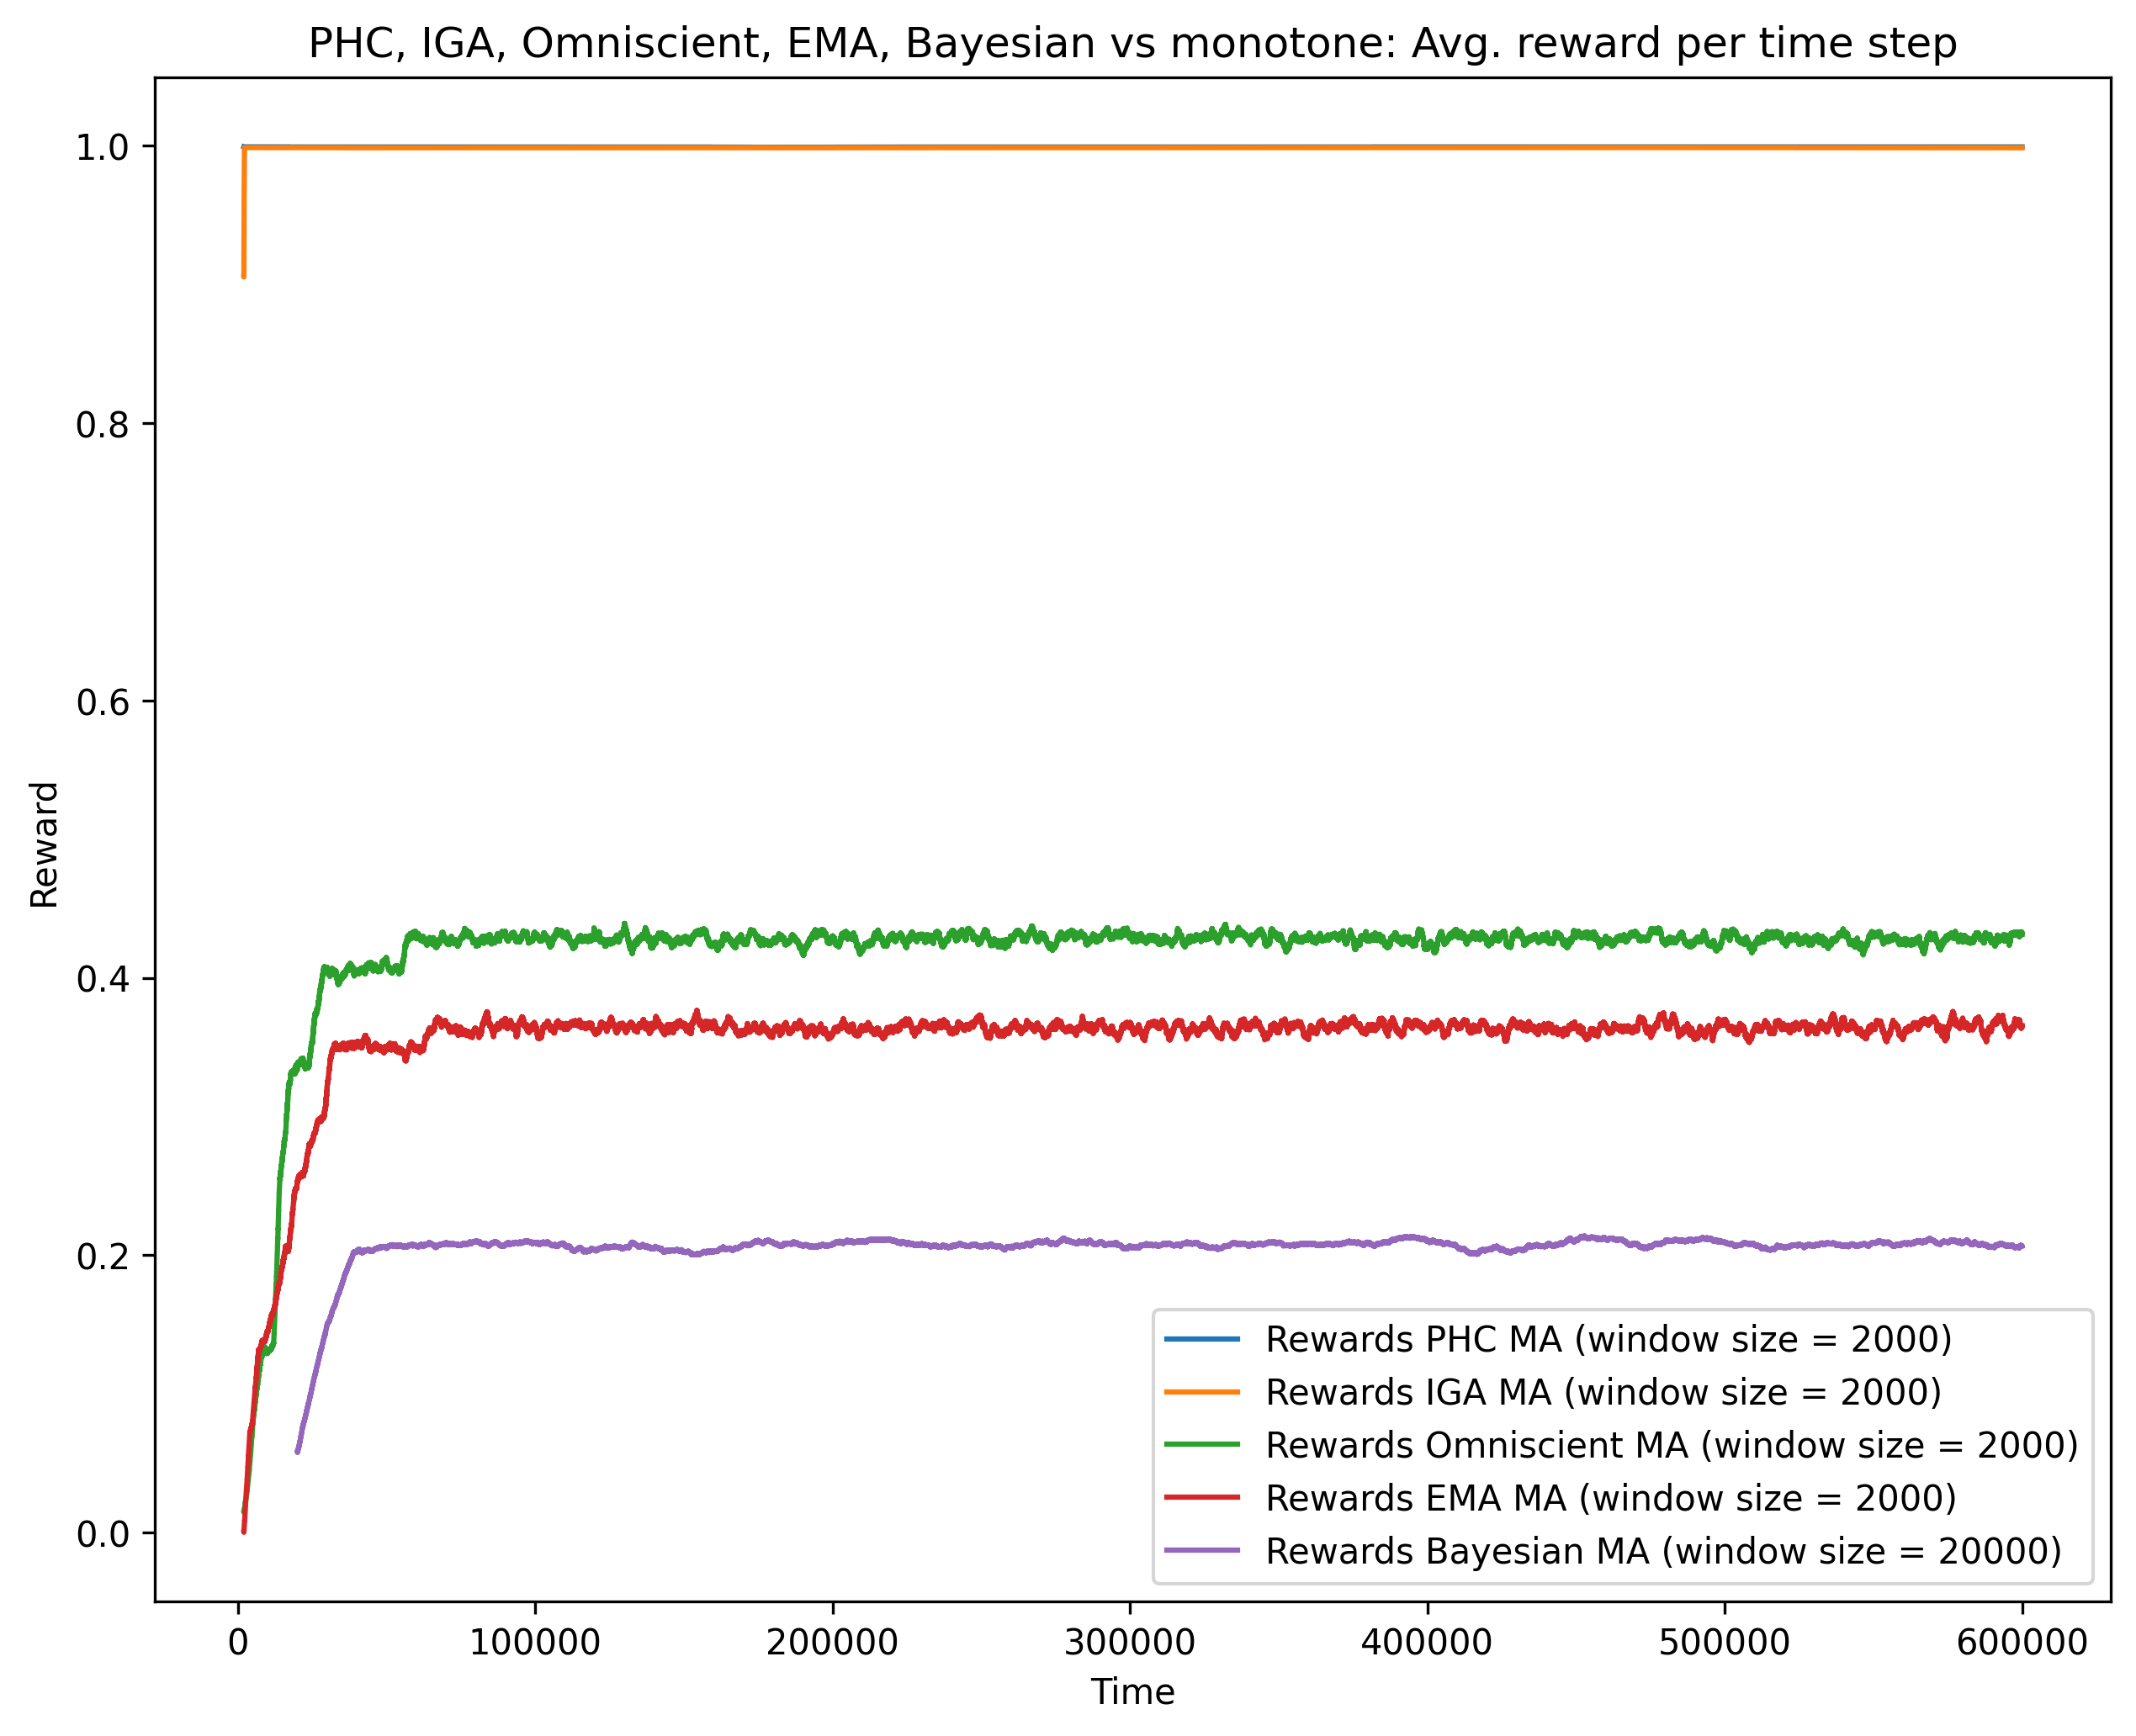 PHC, IGA, Omniscient, EMA, Bayesian vs monotone: Avg. reward per time step
1.0
0.8
0.6
0.4
0.2
0.0
Reward
0 100000 200000 300000 400000 500000 600000
Time
Rewards PHC MA (window size = 2000)
Rewards IGA MA (window size = 2000)
Rewards Omniscient MA (window size = 2000)
Rewards EMA MA (window size = 2000)
Rewards Bayesian MA (window size = 20000)